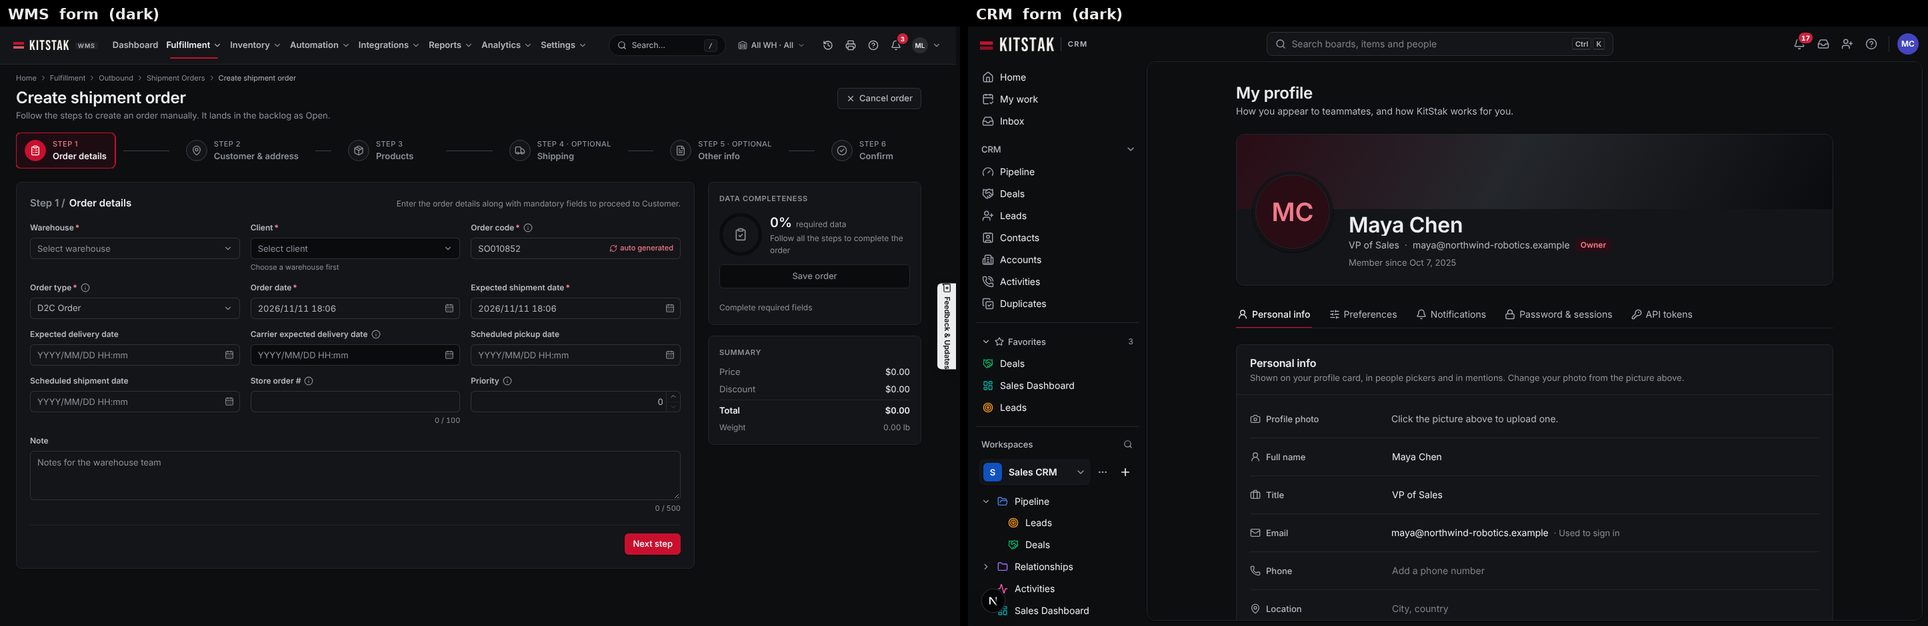 WMS form (dark)
KITSTAK WMS
Dashboard Fulfillment Inventory Automation Integrations Reports Analytics Settings
Search... /
All WH · All
3
ML
Home > Fulfillment > Outbound > Shipment Orders > Create shipment order
Create shipment order
Cancel order
Follow the steps to create an order manually. It lands in the backlog as Open.
STEP 1
Order details
STEP 2
Customer & address
STEP 3
Products
STEP 4 · OPTIONAL
Shipping
STEP 5 · OPTIONAL
Other info
STEP 6
Confirm
Step 1 / Order details
Enter the order details along with mandatory fields to proceed to Customer.
Warehouse *
Select warehouse
Client *
Select client
Choose a warehouse first
Order code *
SO010852 auto generated
Order type *
D2C Order
Order date *
2026/11/11 18:06
Expected shipment date *
2026/11/11 18:06
Expected delivery date
YYYY/MM/DD HH:mm
Carrier expected delivery date
YYYY/MM/DD HH:mm
Scheduled pickup date
YYYY/MM/DD HH:mm
Scheduled shipment date
YYYY/MM/DD HH:mm
Store order #
0 / 100
Priority
0
Note
Notes for the warehouse team
0 / 500
Next step
DATA COMPLETENESS
0% required data
Follow all the steps to complete the
order
Save order
Complete required fields
SUMMARY
Price $0.00
Discount $0.00
Total $0.00
Weight 0.00 lb
Feedback & Updates
CRM form (dark)
KITSTAK CRM
Search boards, items and people Ctrl K
17
MC
Home
My work
Inbox
CRM
Pipeline
Deals
Leads
Contacts
Accounts
Activities
Duplicates
Favorites 3
Deals
Sales Dashboard
Leads
Workspaces
S Sales CRM
Pipeline
Leads
Deals
Relationships
Activities
Sales Dashboard
N
My profile
How you appear to teammates, and how KitStak works for you.
MC
Maya Chen
VP of Sales · maya@northwind-robotics.example Owner
Member since Oct 7, 2025
Personal info Preferences Notifications Password & sessions API tokens
Personal info
Shown on your profile card, in people pickers and in mentions. Change your photo from the picture above.
Profile photo Click the picture above to upload one.
Full name Maya Chen
Title VP of Sales
Email maya@northwind-robotics.example · Used to sign in
Phone Add a phone number
Location City, country